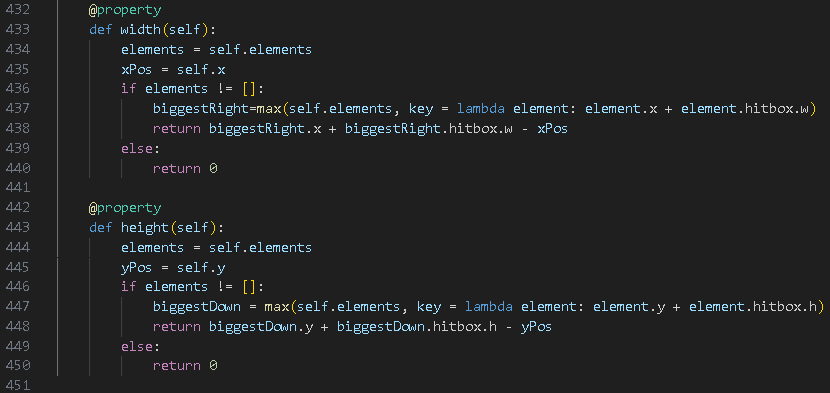 432 @property
433 def width(self):
434 elements = self.elements
435 xPos = self.x
436 if elements != []:
437 biggestRight=max(self.elements, key = lambda element: element.x + element.hitbox.w)
438 return biggestRight.x + biggestRight.hitbox.w - xPos
439 else:
440 return 0
441
442 @property
443 def height(self):
444 elements = self.elements
445 yPos = self.y
446 if elements != []:
447 biggestDown = max(self.elements, key = lambda element: element.y + element.hitbox.h)
448 return biggestDown.y + biggestDown.hitbox.h - yPos
449 else:
450 return 0
451